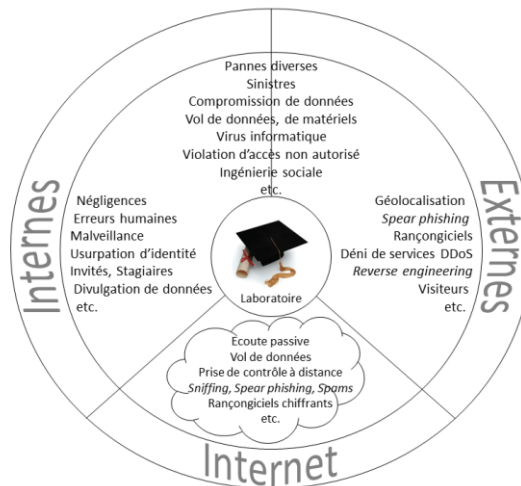 Pannes diverses
Sinistres
Compromission de données
Vol de données, de matériels
Virus informatique
Violation d'accès non autorisé
Ingénierie sociale
etc.
Internes
Négligences
Erreurs humaines
Malveillance
Usurpation d'identité
Invités, Stagiaires
Divulgation de données
etc.
Laboratoire
Géolocalisation
Spear phishing
Rançongiciels
Déni de services DDoS
Reverse engineering
Visiteurs
etc.
Externes
Ecoute passive
Vol de données
Prise de contrôle à distance
Sniffing, Spear phishing, Spams
Rançongiciels chiffrants
etc.
Internet